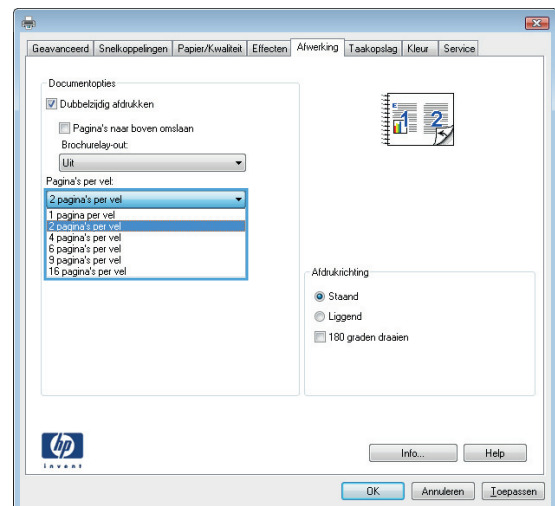 Geavanceerd Snelkoppelingen Papier/Kwaliteit Effecten Afwerking Taakopslag Kleur Service
Documentopties
Dubbelzijdig afdrukken
Pagina's naar boven omslaan
Brochurelay-out:
Uit
Pagina's per vel:
2 pagina's per vel
1 pagina per vel
2 pagina's per vel
4 pagina's per vel
6 pagina's per vel
9 pagina's per vel
16 pagina's per vel
1 2
Afdrukrichting
Staand
Liggend
180 graden draaien
hp
invent
Info... Help
OK Annuleren Toepassen